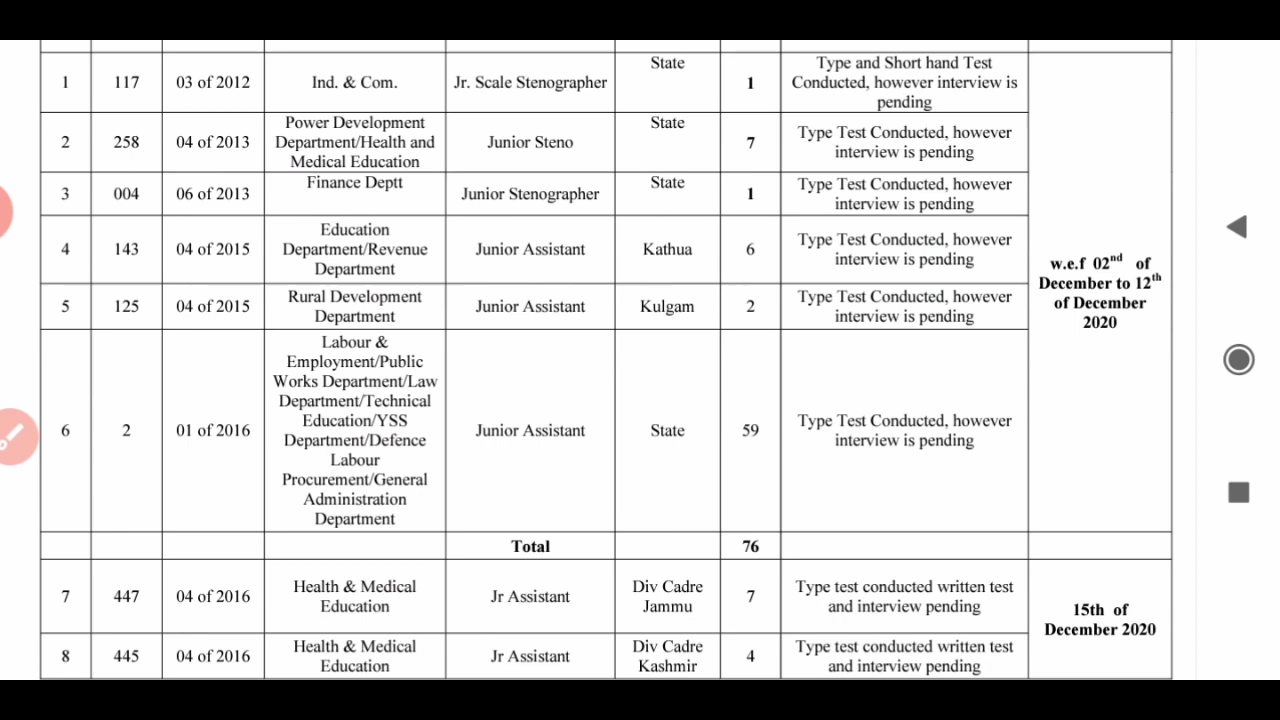 1 117 03 of 2012 Ind. & Com. Jr. Scale Stenographer State 1 Type and Short hand Test
Conducted, however interview is
pending
2 258 04 of 2013 Power Development
Department/Health and
Medical Education Junior Steno State 7 Type Test Conducted, however
interview is pending
3 004 06 of 2013 Finance Deptt Junior Stenographer State 1 Type Test Conducted, however
interview is pending
4 143 04 of 2015 Education
Department/Revenue
Department Junior Assistant Kathua 6 Type Test Conducted, however
interview is pending
5 125 04 of 2015 Rural Development
Department Junior Assistant Kulgam 2 Type Test Conducted, however
interview is pending
6 2 01 of 2016 Labour &
Employment/Public
Works Department/Law
Department/Technical
Education/YSS
Department/Defence
Labour
Procurement/General
Administration
Department Junior Assistant State 59 Type Test Conducted, however
interview is pending
w.e.f 02nd of
December to 12th
of December
2020
Total 76
7 447 04 of 2016 Health & Medical
Education Jr Assistant Div Cadre
Jammu 7 Type test conducted written test
and interview pending
8 445 04 of 2016 Health & Medical
Education Jr Assistant Div Cadre
Kashmir 4 Type test conducted written test
and interview pending
15th of
December 2020